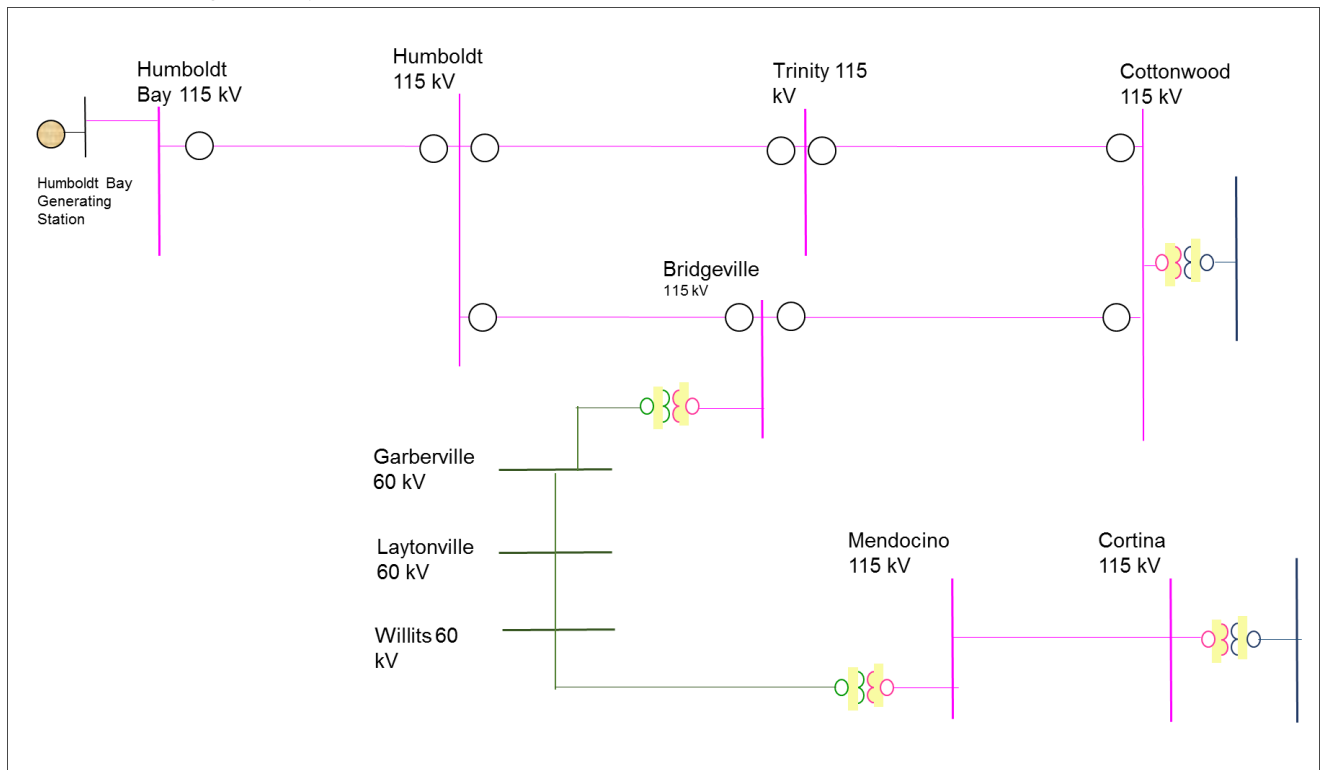 Humboldt
Bay 115 kV
Humboldt
115 kV
Trinity 115
kV
Cottonwood
115 kV
Humboldt Bay
Generating
Station
Bridgeville
115 kV
Garberville
60 kV
Laytonville
60 kV
Willits 60
kV
Mendocino
115 kV
Cortina
115 kV